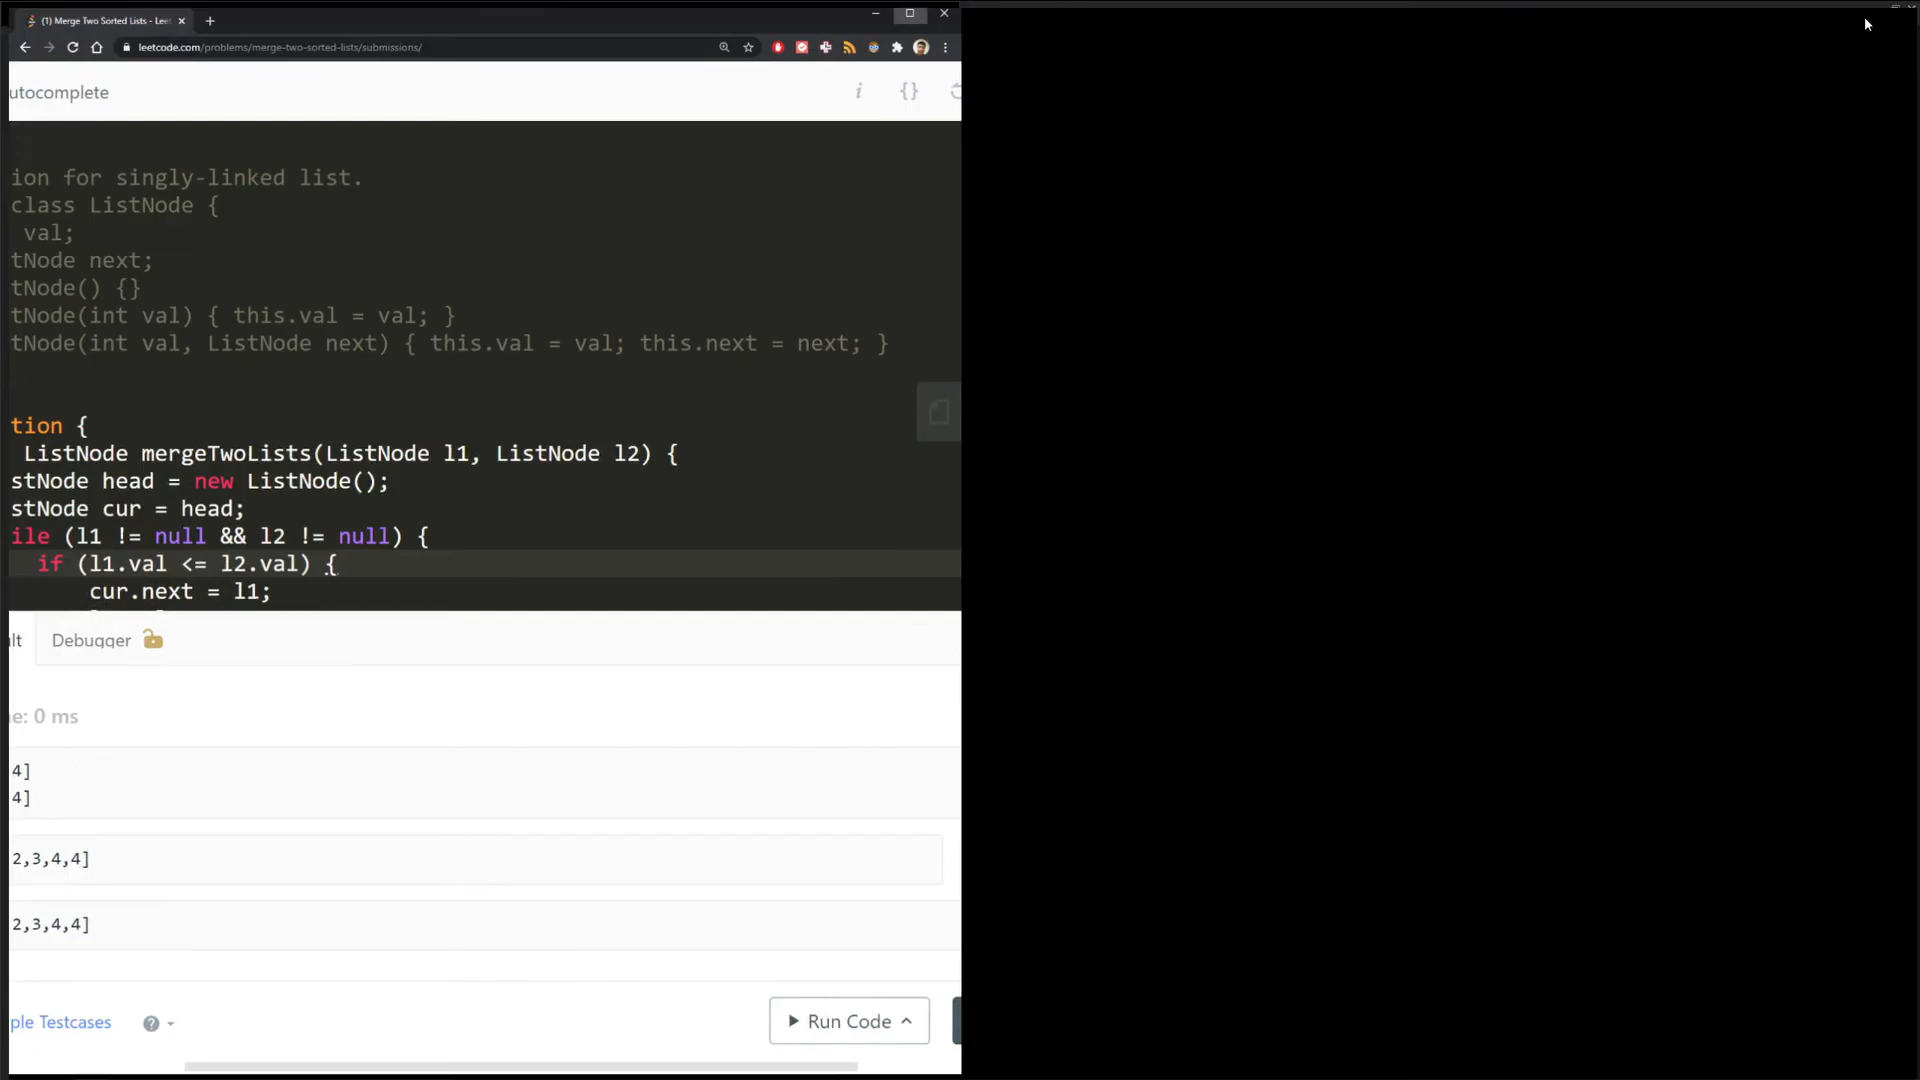 (1) Merge Two Sorted Lists - Leet
leetcode.com/problems/merge-two-sorted-lists/submissions/
utocomplete
i {}
ion for singly-linked list.
class ListNode {
val;
tNode next;
tNode() {}
tNode(int val) { this.val = val; }
tNode(int val, ListNode next) { this.val = val; this.next = next; }
tion {
ListNode mergeTwoLists(ListNode l1, ListNode l2) {
stNode head = new ListNode();
stNode cur = head;
ile (l1 != null && l2 != null) {
if (l1.val <= l2.val) {
cur.next = l1;
lt Debugger
e: 0 ms
4]
4]
2,3,4,4]
2,3,4,4]
ple Testcases ?
Run Code